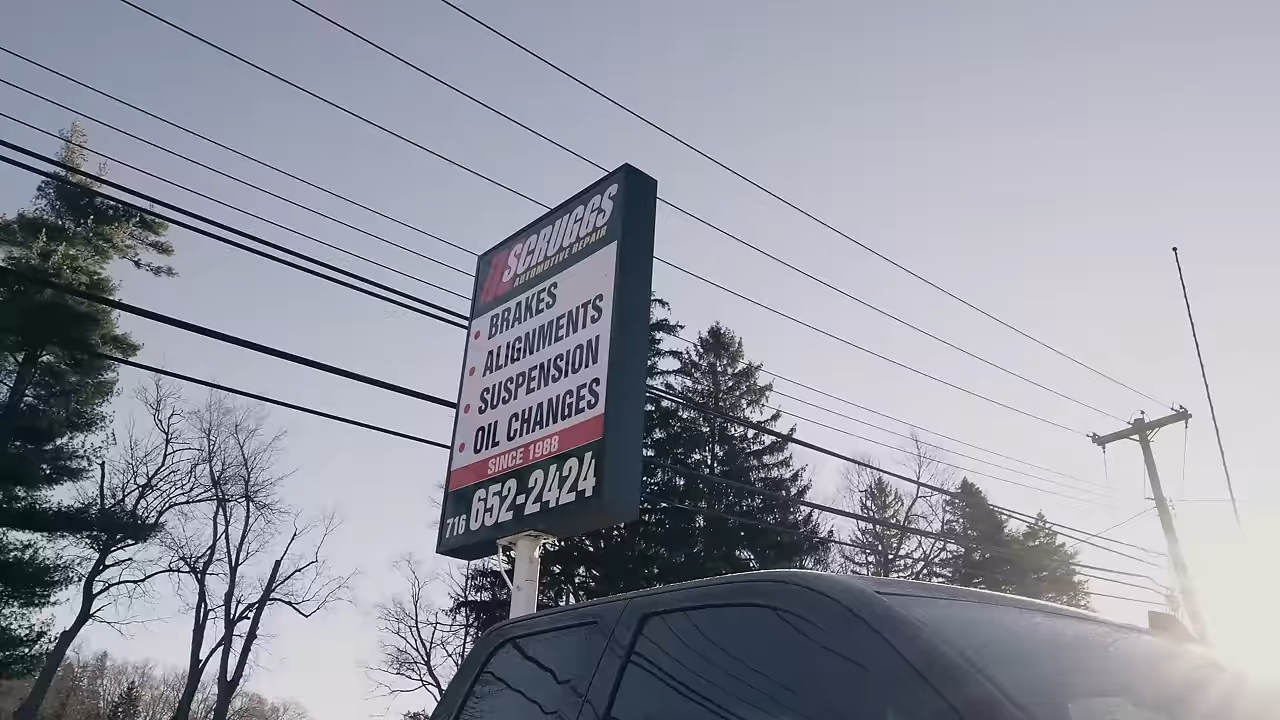 SCRUGGS
AUTOMOTIVE REPAIR
• BRAKES
• ALIGNMENTS
• SUSPENSION
• OIL CHANGES
SINCE 1988
716 652-2424